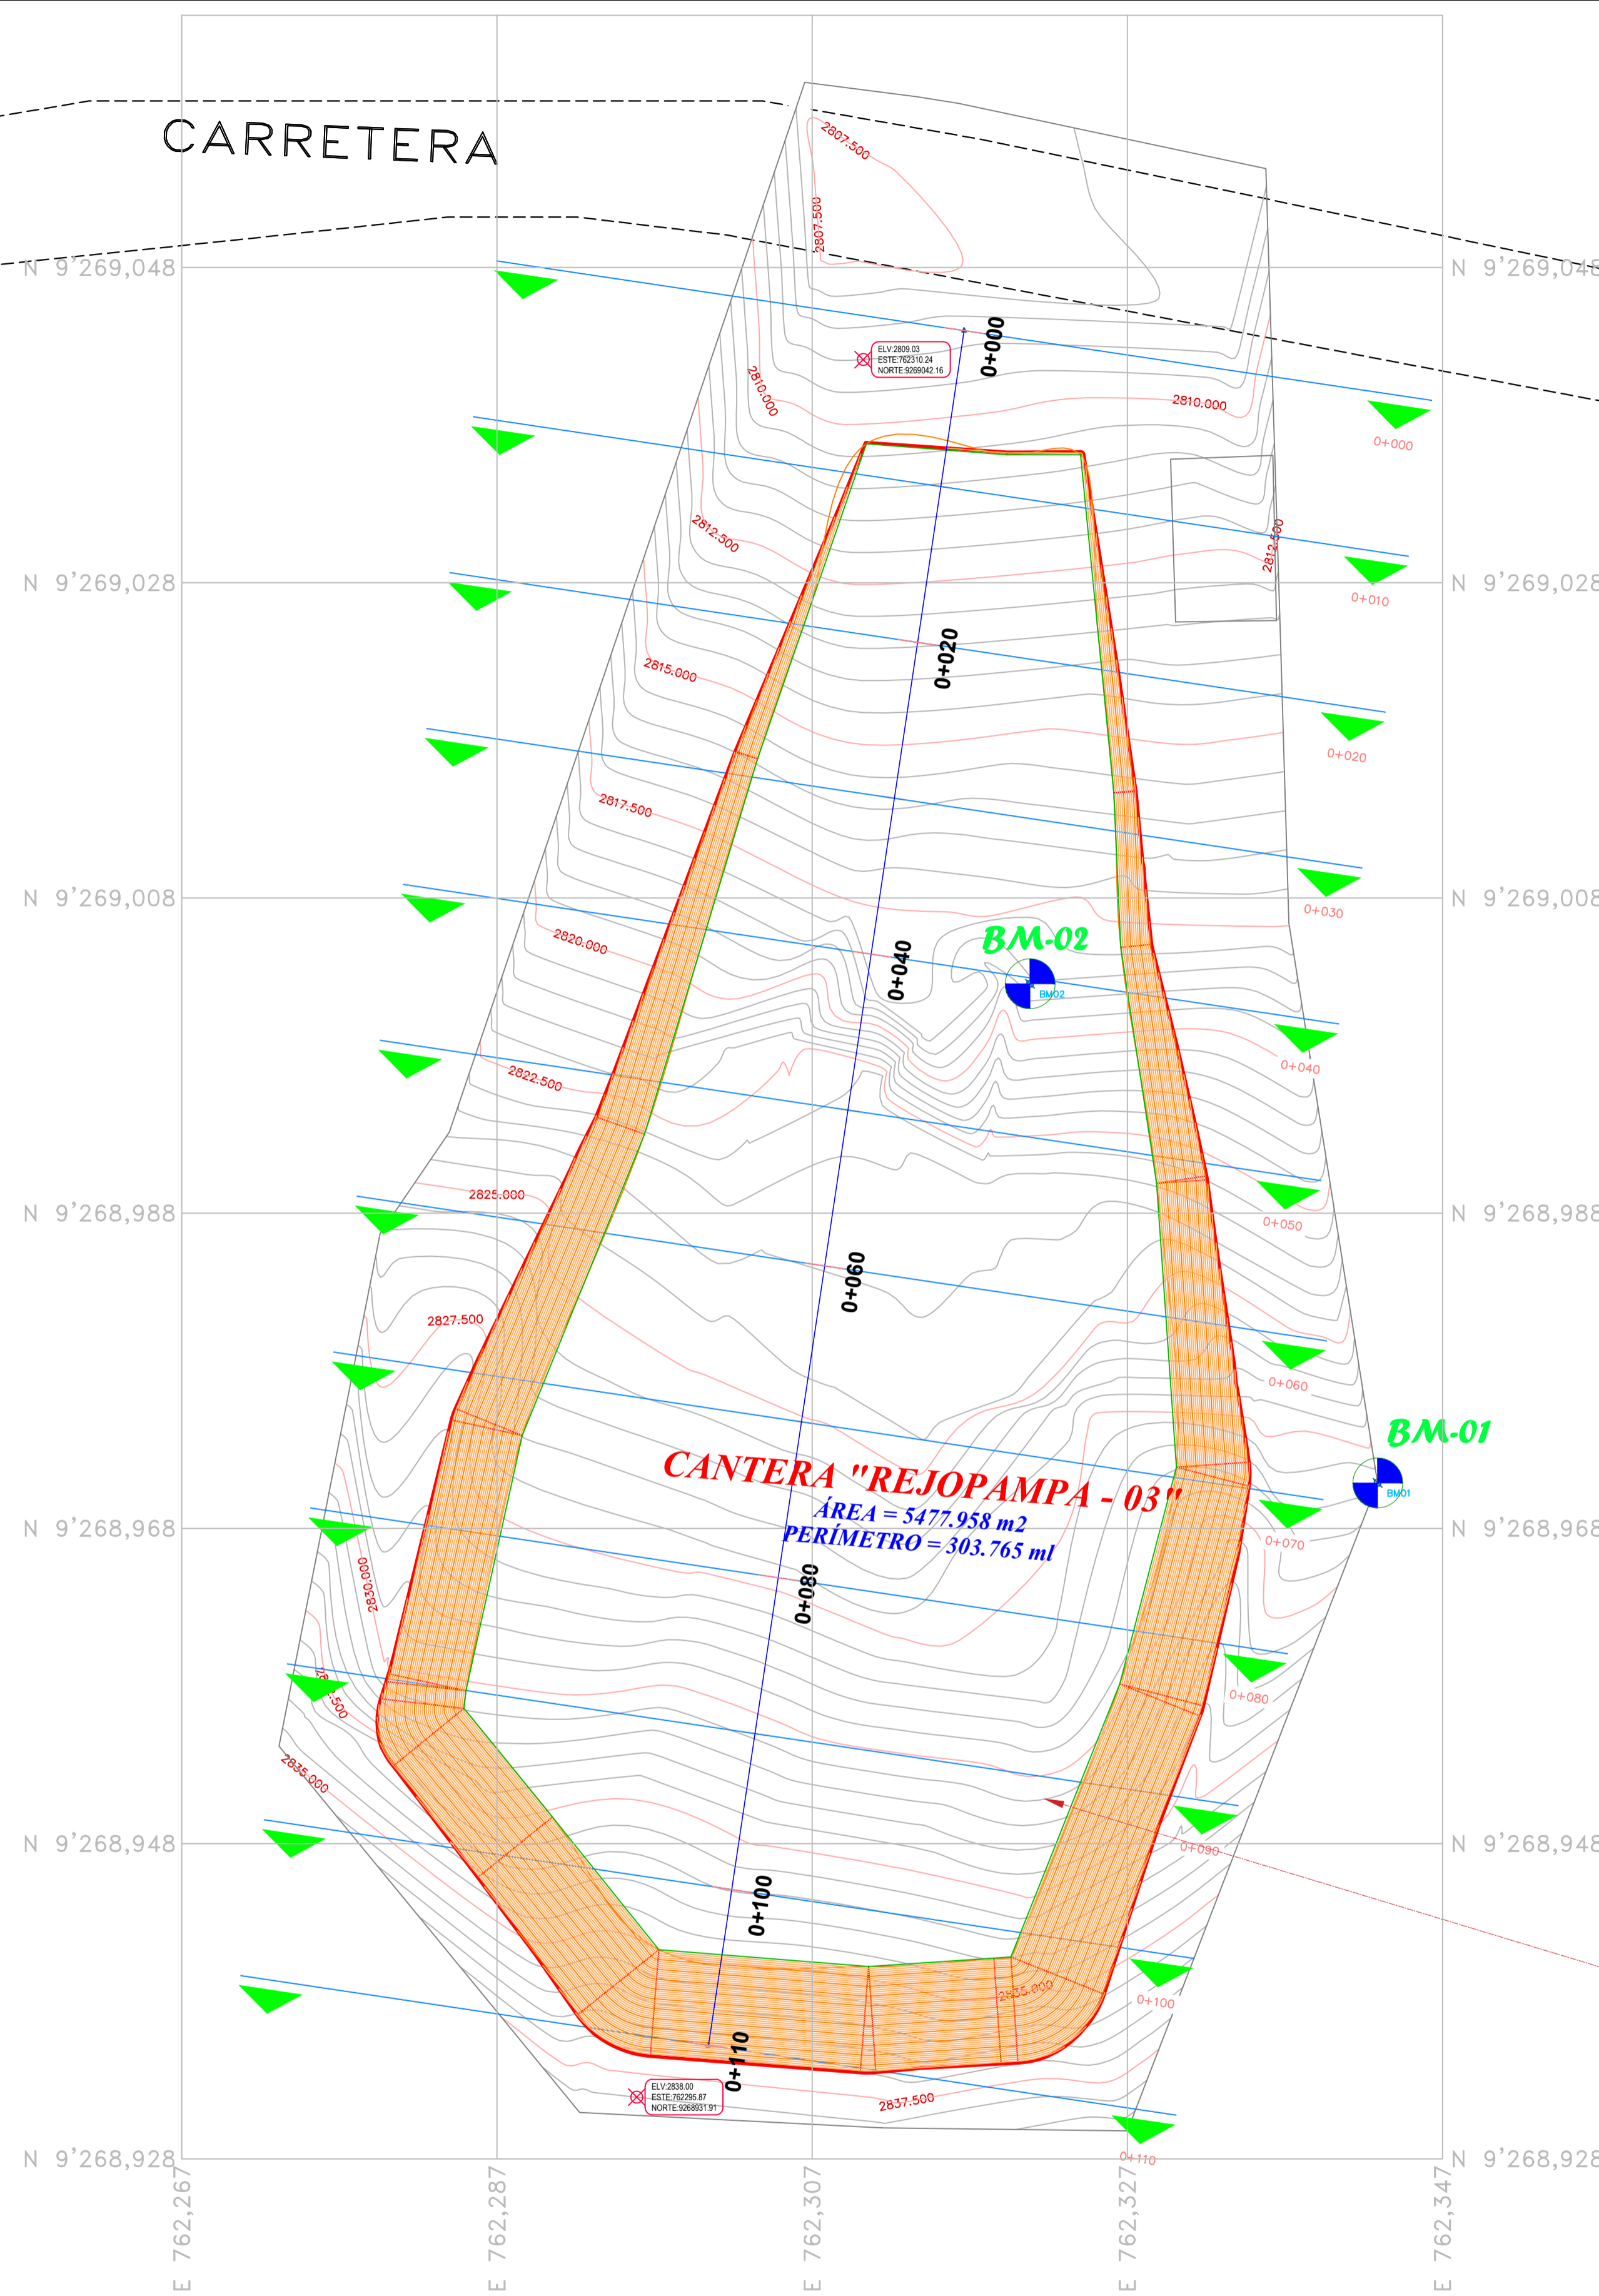 CARRETERA
2807.500
2807.500
N 9'269,048
N 9'269,048
0+000
ELV:2809.03
ESTE:762310.24
NORTE:9269042.16
2810.000
2810.000
0+000
2812.500
2812.500
N 9'269,028
N 9'269,028
0+010
0+020
2815.000
0+020
2817.500
N 9'269,008
N 9'269,008
0+030
BM-02
2820.000
0+040
BM02
0+040
2822.500
2825.000
N 9'268,988
N 9'268,988
0+050
0+060
2827.500
0+060
BM-01
CANTERA "REJOPAMPA - 03"
BM01
ÁREA = 5477.958 m2
PERÍMETRO = 303.765 ml
N 9'268,968
N 9'268,968
0+070
2830.000
0+080
0+080
2835.000
N 9'268,948
N 9'268,948
0+090
0+100
2835.000
0+100
0+110
ELV:2838.00
ESTE:762295.87
NORTE:9268931.91
2837.500
0+110
N 9'268,928
N 9'268,928
E 762,267
E 762,287
E 762,307
E 762,327
E 762,347